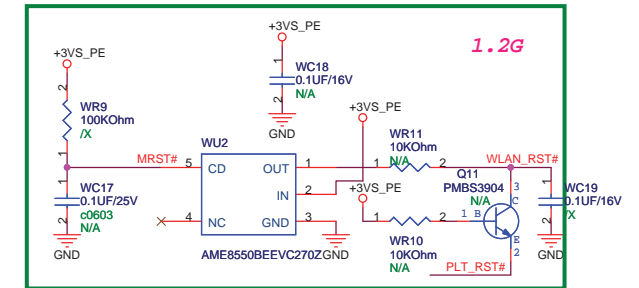 +3VS_PE
1.2G
+3VS_PE
1
WC18
0.1UF/16V
N/A
2
GND
2
WR9
100KOhm
/X
1
+3VS_PE
WU2
WR11
10KOhm
N/A
MRST#
5
CD
OUT
1
1
2
WLAN_RST#
1
WC17
0.1UF/25V
c0603
N/A
2
GND
IN
2
+3VS_PE
Q11
PMBS3904
N/A
3
C
1
WC19
0.1UF/16V
/X
2
GND
4
NC
GND
3
1
2
1
B
E
2
AME8550BEEVC270Z
GND
WR10
10KOhm
N/A
PLT_RST#